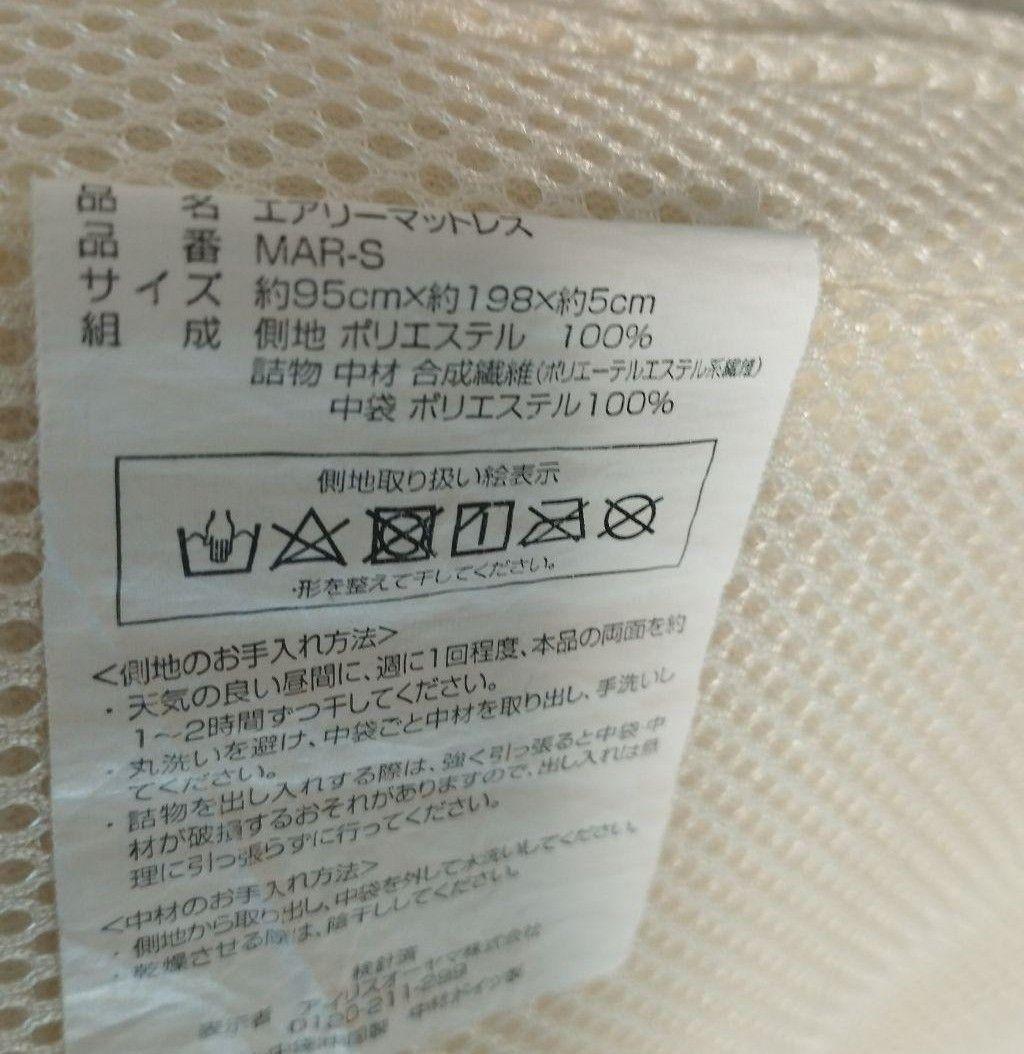 品名 エアリーマットレス
品番 MAR-S
サイズ 約95cm×約198×約5cm
組成 側地 ポリエステル 100%
詰物 中材 合成繊維(ポリエーテルエステル系繊維)
中袋 ポリエステル100%
側地取り扱い絵表示
・形を整えて干してください。
<側地のお手入れ方法>
・天気の良い昼間に、週に1回程度、本品の両面を約
1~2時間ずつ干してください。
・丸洗いを避け、中袋ごと中材を取り出し、手洗いし
てください。
・詰物を出し入れする際は、強く引っ張ると中袋・中
材が破損するおそれがありますので、出し入れは無
理に引っ張らずに行ってください。
<中材のお手入れ方法>
・側地から取り出し、中袋を外して水洗いしてください。
・乾燥させる際は、陰干ししてください。
検針済
表示者 アイリスオーヤマ株式会社
0120-211-299
中国製 中材ドイツ製